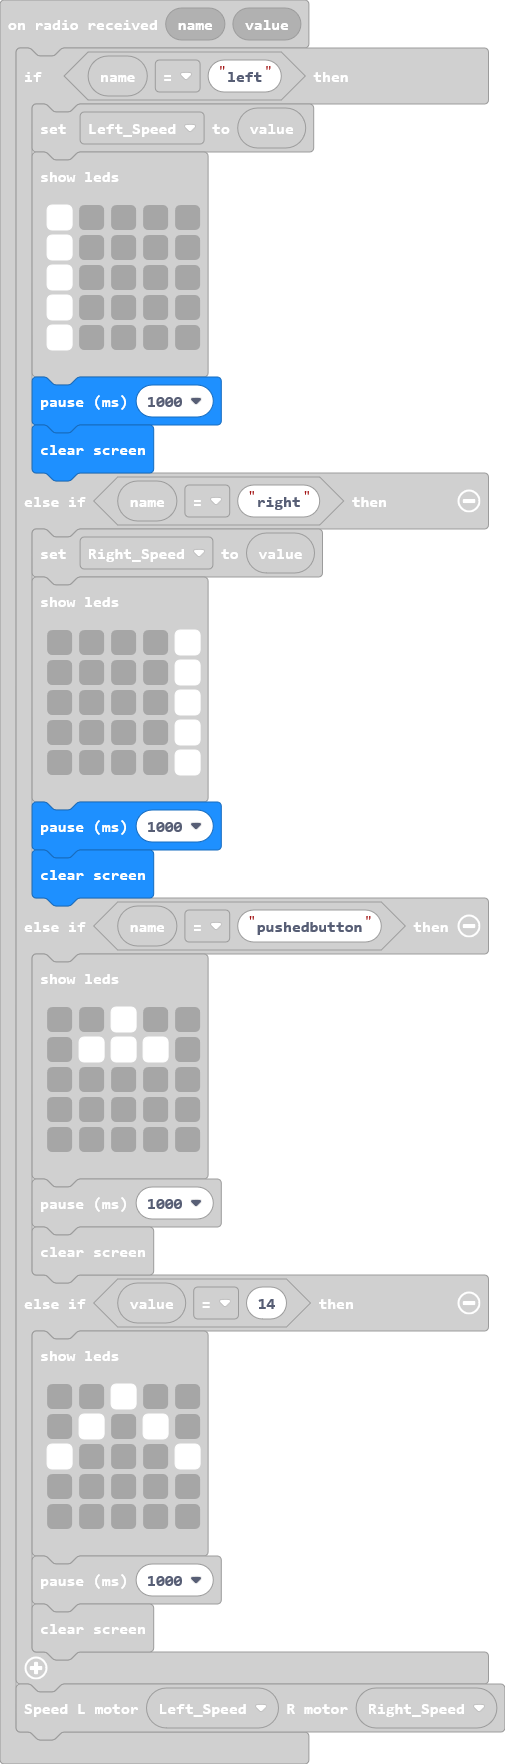 on radio received name value
if name = "left" then
set Left_Speed to value
show leds
pause (ms) 1000
clear screen
else if name = "right" then
set Right_Speed to value
show leds
pause (ms) 1000
clear screen
else if name = "pushedbutton" then
show leds
pause (ms) 1000
clear screen
else if value = 14 then
show leds
pause (ms) 1000
clear screen
Speed L motor Left_Speed R motor Right_Speed